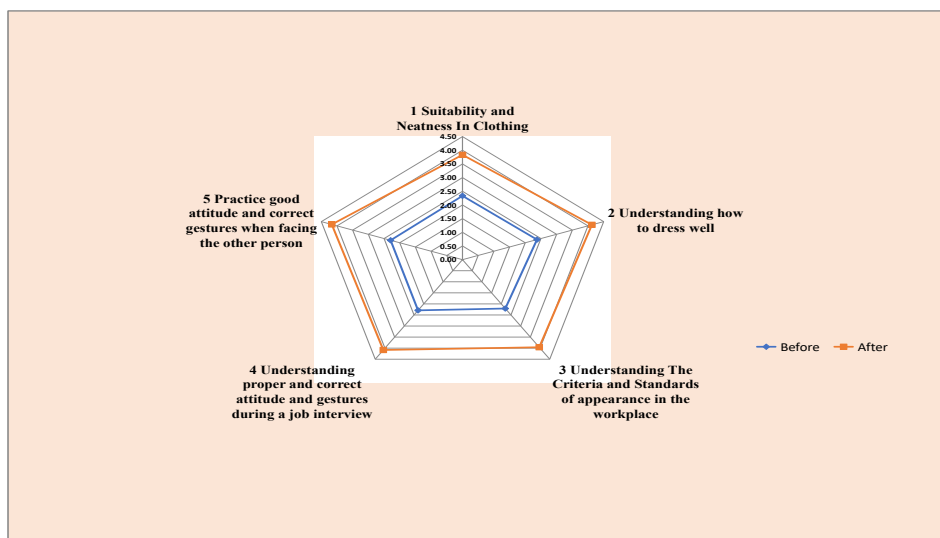 1 Suitability and
Neatness In Clothing
4.50
4.00
3.50
3.00
2.50
2.00
1.50
1.00
0.50
0.00
2 Understanding how
to dress well
3 Understanding The
Criteria and Standards
of appearance in the
workplace
4 Understanding
proper and correct
attitude and gestures
during a job interview
5 Practice good
attitude and correct
gestures when facing
the other person
Before
After